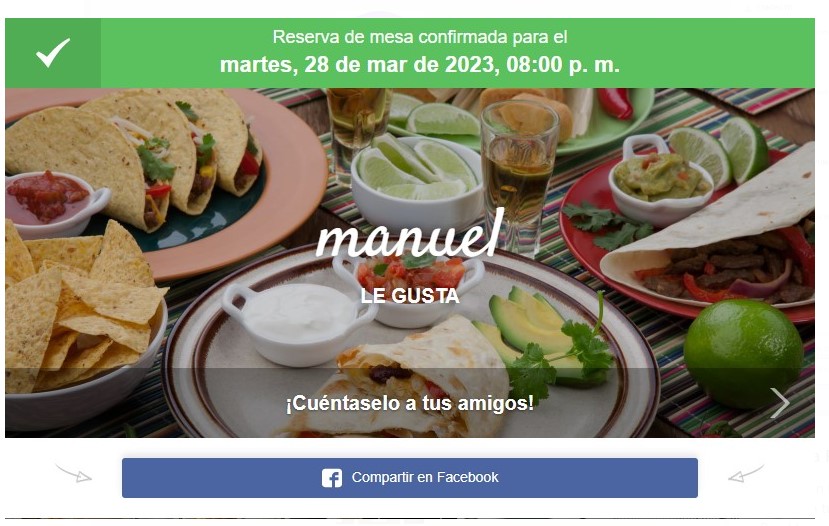 Reserva de mesa confirmada para el
martes, 28 de mar de 2023, 08:00 p. m.
manuel
LE GUSTA
¡Cuéntaselo a tus amigos!
Compartir en Facebook